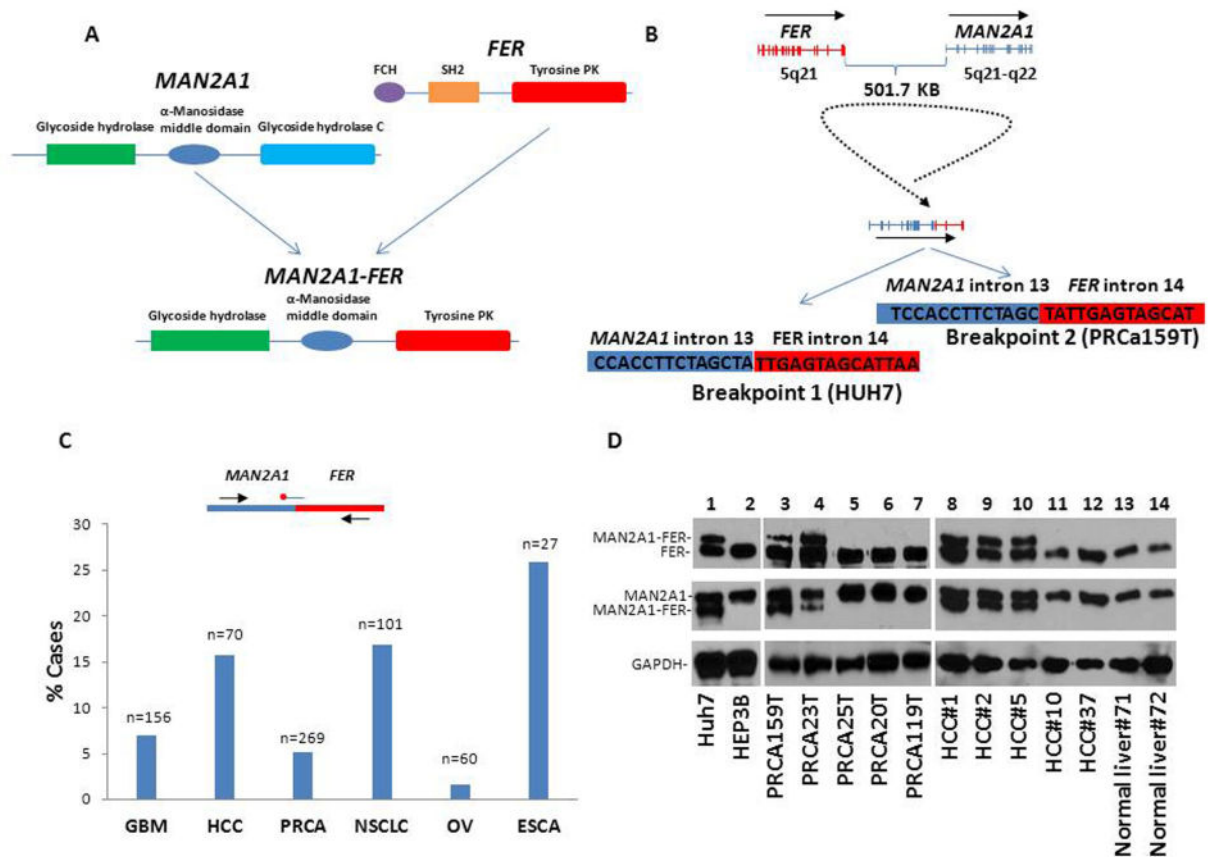 A
MAN2A1
Glycoside hydrolase
α-Manosidase
middle domain
Glycoside hydrolase C
FER
FCH
SH2
Tyrosine PK
MAN2A1-FER
Glycoside hydrolase
α-Manosidase
middle domain
Tyrosine PK
B
FER
MAN2A1
5q21
5q21-q22
501.7 KB
MAN2A1 intron 13 FER intron 14
TCCACCTTCTAGC TATTGAGTAGCAT
Breakpoint 2 (PRCa159T)
MAN2A1 intron 13 FER intron 14
CCACCTTCTAGCTA TTGAGTAGCATTAA
Breakpoint 1 (HUH7)
C
MAN2A1 FER
% Cases
30
25
20
15
10
5
0
n=156
n=70
n=269
n=101
n=60
n=27
GBM HCC PRCA NSCLC OV ESCA
D
1 2 3 4 5 6 7 8 9 10 11 12 13 14
MAN2A1-FER-
FER-
MAN2A1-
MAN2A1-FER-
GAPDH-
Huh7
HEP3B
PRCA159T
PRCA23T
PRCA25T
PRCA20T
PRCA119T
HCC#1
HCC#2
HCC#5
HCC#10
HCC#37
Normal liver#71
Normal liver#72